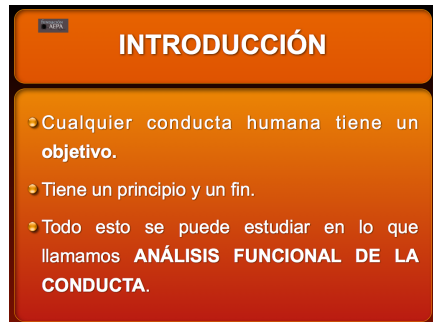 AEPA
INTRODUCCIÓN
Cualquier conducta humana tiene un
objetivo.
Tiene un principio y un fin.
Todo esto se puede estudiar en lo que
llamamos ANÁLISIS FUNCIONAL DE LA
CONDUCTA.